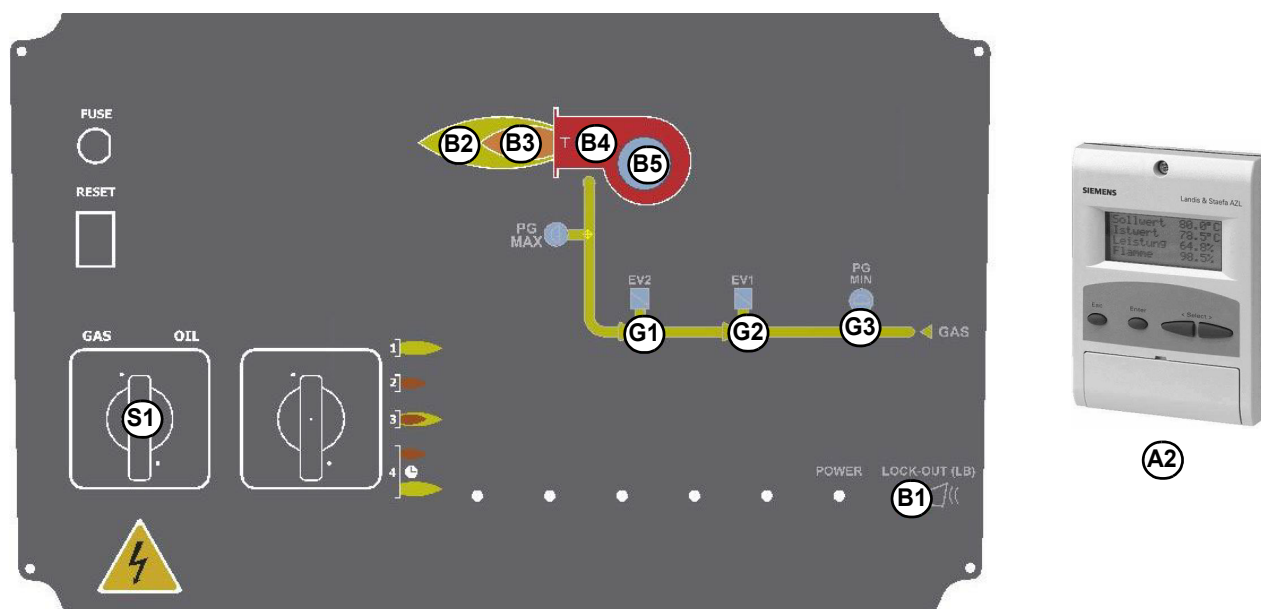 FUSE
RESET
GAS OIL
S1
B2 B3 T B4 B5
PG
MAX
EV2 EV1 PG
MIN
G1 G2 G3 GAS
1
2
3
4
POWER LOCK-OUT (LB)
B1
SIEMENS
Landis & Staefa AZL
Sollwert 80.0°C
Istwert 78.5°C
Leistung 64.8%
Flamme 98.5%
Esc Enter < Select >
A2